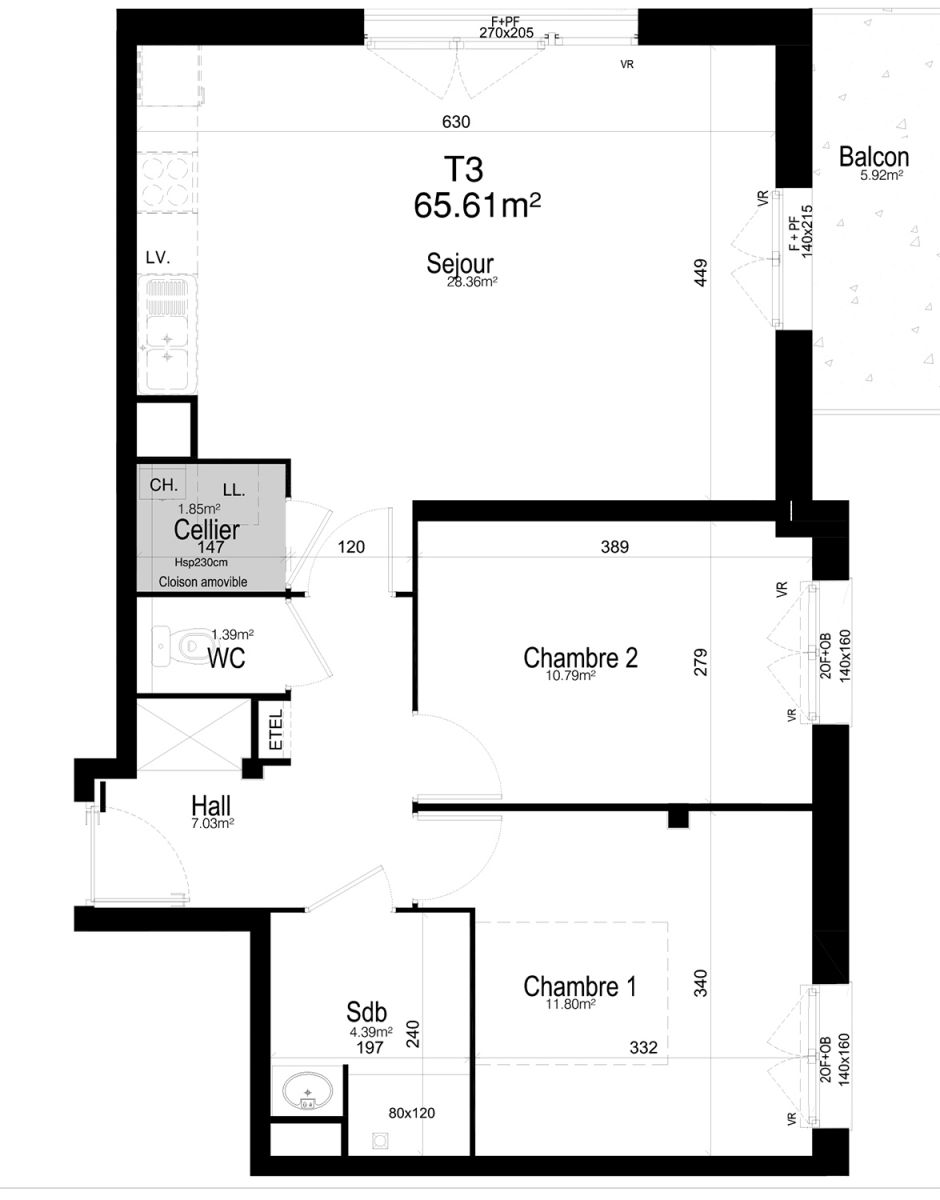 F+PF
270x205
VR
630
T3
65.61m²
Balcon
5.92m²
VR
F + PF
140x215
LV.
Sejour
28.36m²
449
CH.
LL.
1.85m²
Cellier
147
Hsp230cm
Cloison amovible
120
389
VR
1.39m²
WC
Chambre 2
10.79m²
279
2OF+OB
140x160
VR
ETEL
Hall
7.03m²
Chambre 1
11.80m²
340
Sdb
4.39m²
197
240
332
2OF+OB
140x160
80x120
VR